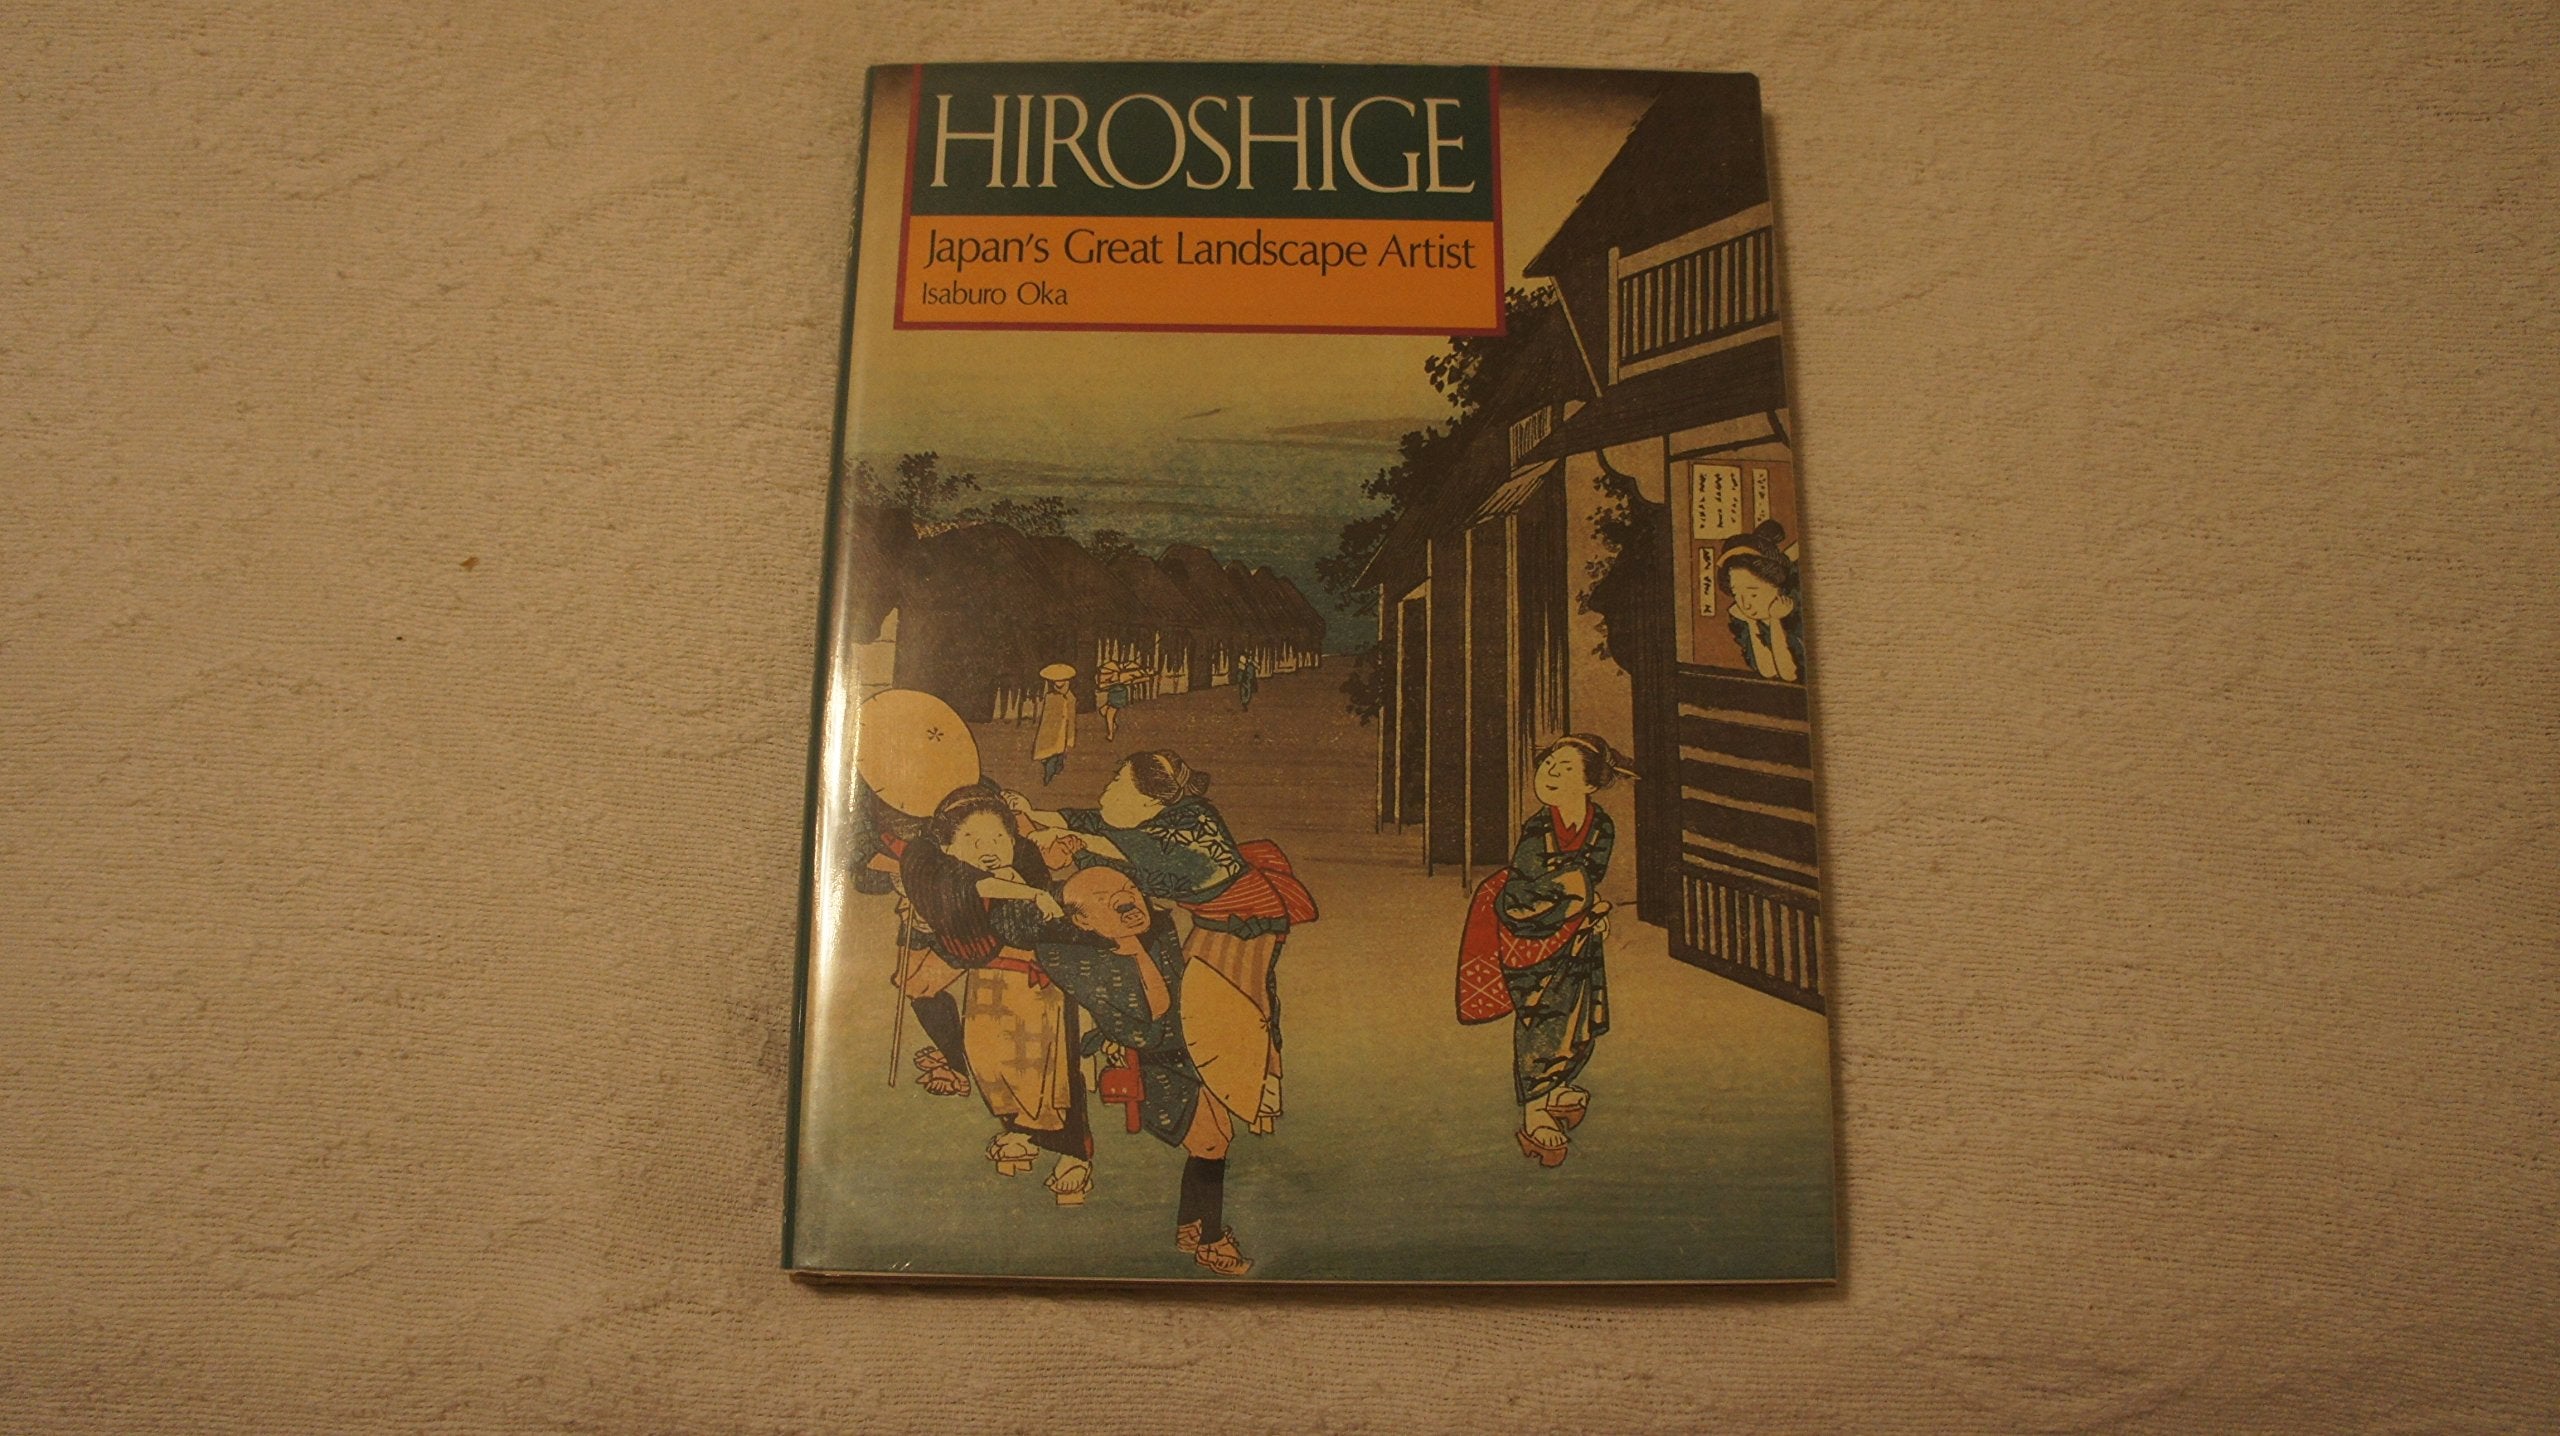 HIROSHIGE
Japan's Great Landscape Artist
Isaburo Oka